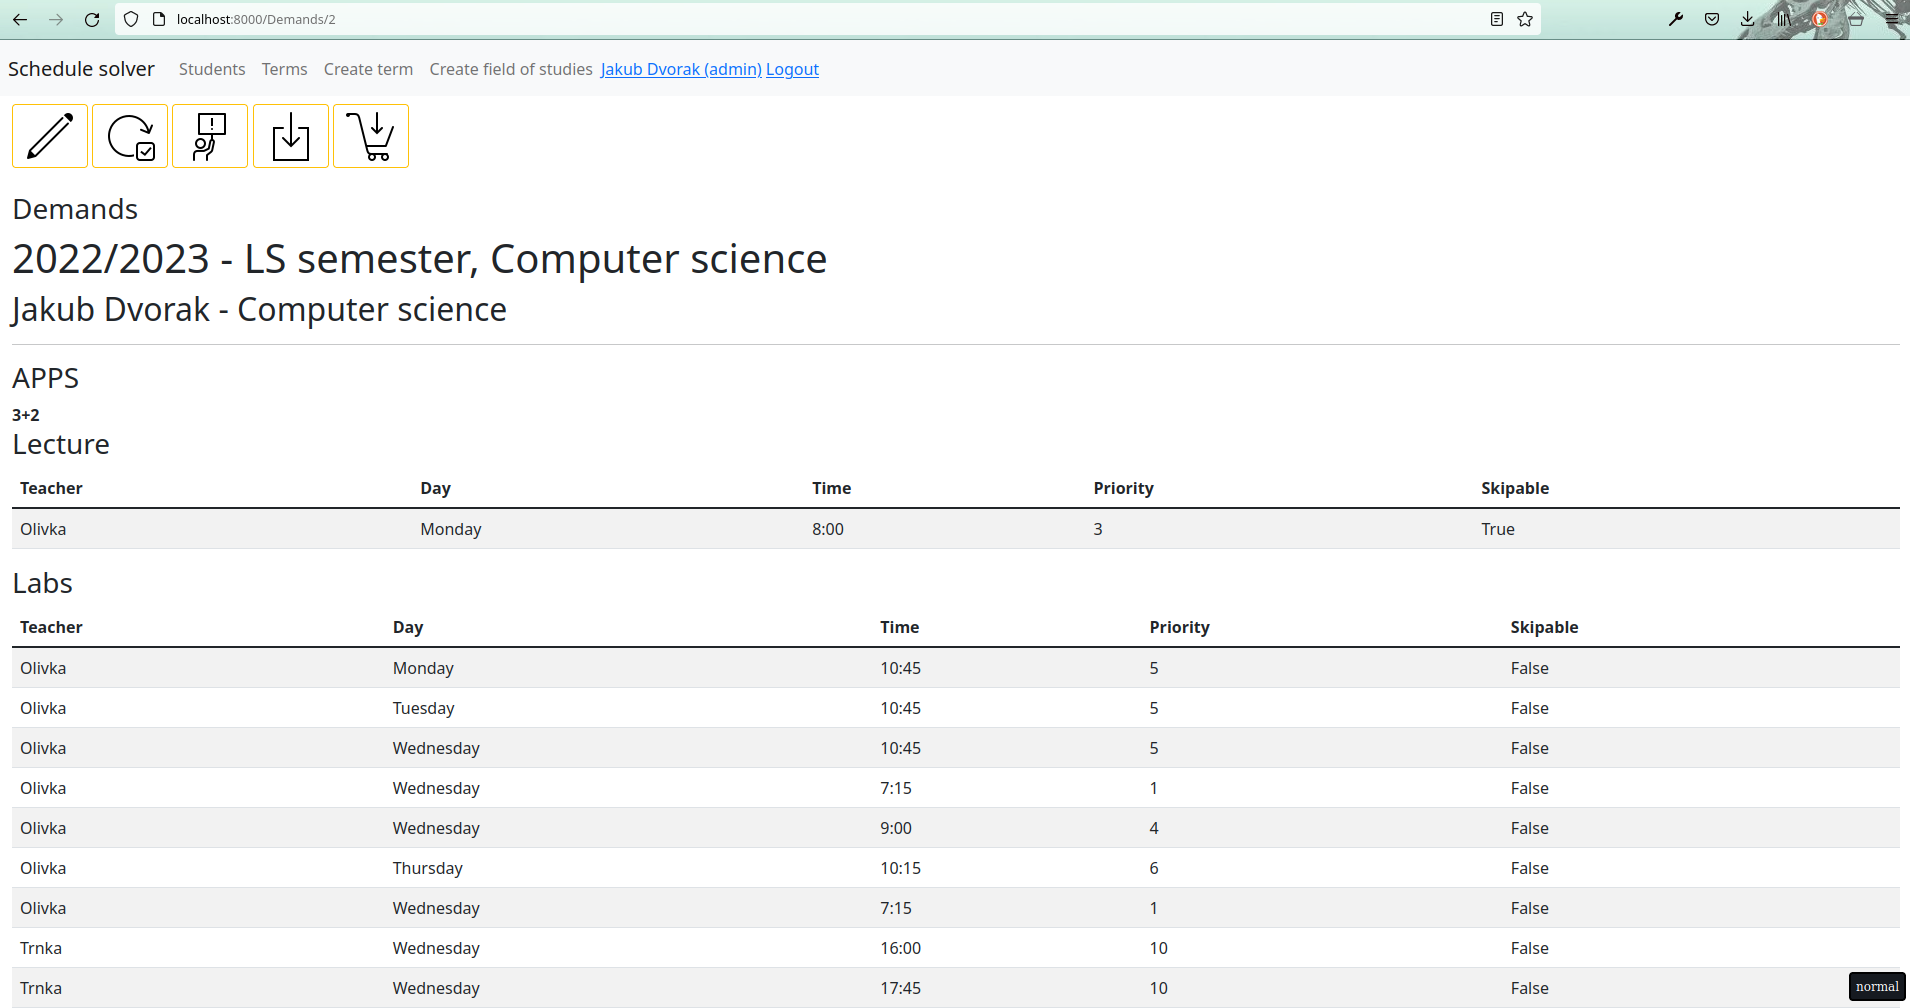 localhost:8000/Demands/2
Schedule solver Students Terms Create term Create field of studies Jakub Dvorak (admin) Logout
Demands
2022/2023 - LS semester, Computer science
Jakub Dvorak - Computer science
APPS
3+2
Lecture
Teacher Day Time Priority Skipable
Olivka Monday 8:00 3 True
Labs
Teacher Day Time Priority Skipable
Olivka Monday 10:45 5 False
Olivka Tuesday 10:45 5 False
Olivka Wednesday 10:45 5 False
Olivka Wednesday 7:15 1 False
Olivka Wednesday 9:00 4 False
Olivka Thursday 10:15 6 False
Olivka Wednesday 7:15 1 False
Trnka Wednesday 16:00 10 False
Trnka Wednesday 17:45 10 False
normal